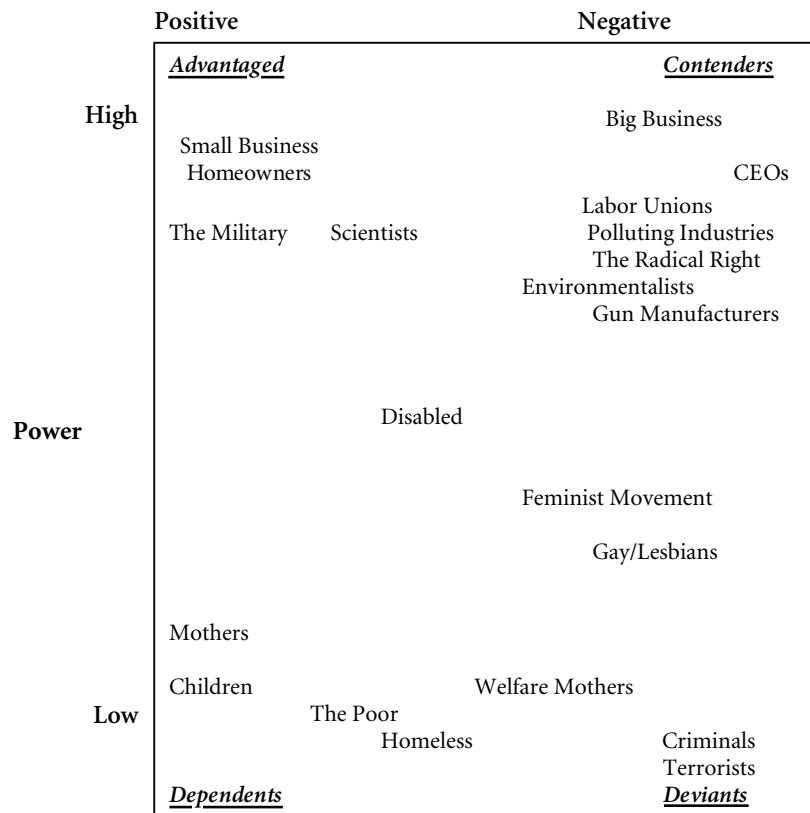 Positive Negative
Advantaged Contenders
High Big Business
Small Business
Homeowners CEOs
Labor Unions
The Military Scientists Polluting Industries
The Radical Right
Environmentalists
Gun Manufacturers
Disabled
Power
Feminist Movement
Gay/Lesbians
Mothers
Children Welfare Mothers
Low The Poor
Homeless Criminals
Terrorists
Dependents Deviants